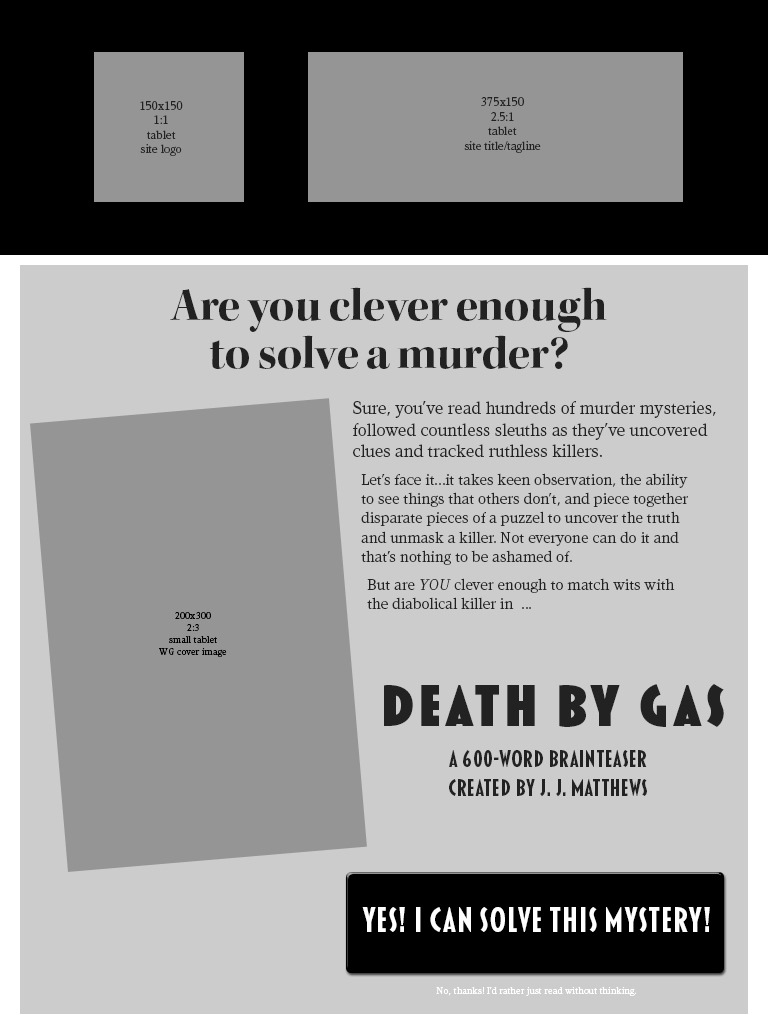 150x150
1:1
tablet
site logo
375x150
2.5:1
tablet
site title/tagline
Are you clever enough
to solve a murder?
Sure, you've read hundreds of murder mysteries,
followed countless sleuths as they've uncovered
clues and tracked ruthless killers.
Let's face it...it takes keen observation, the ability
to see things that others don't, and piece together
disparate pieces of a puzzel to uncover the truth
and unmask a killer. Not everyone can do it and
that's nothing to be ashamed of.
But are YOU clever enough to match wits with
the diabolical killer in ...
200x300
2:3
small tablet
WG cover image
DEATH BY GAS
A 600-WORD BRAINTEASER
CREATED BY J. J. MATTHEWS
YES! I CAN SOLVE THIS MYSTERY!
No, thanks! I'd rather just read without thinking.